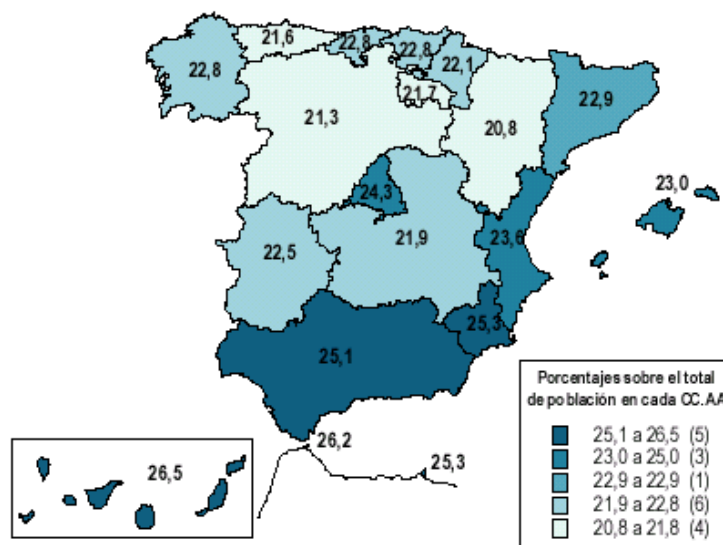 21,6
22,8
22,8
22,8
22,1
21,7
22,9
21,3
20,8
23,0
24,3
23,6
21,9
22,5
25,3
25,1
26,2
25,3
26,5
Porcentajes sobre el total
de población en cada CC.AA
25,1 a 26,5 (5)
23,0 a 25,0 (3)
22,9 a 22,9 (1)
21,9 a 22,8 (6)
20,8 a 21,8 (4)